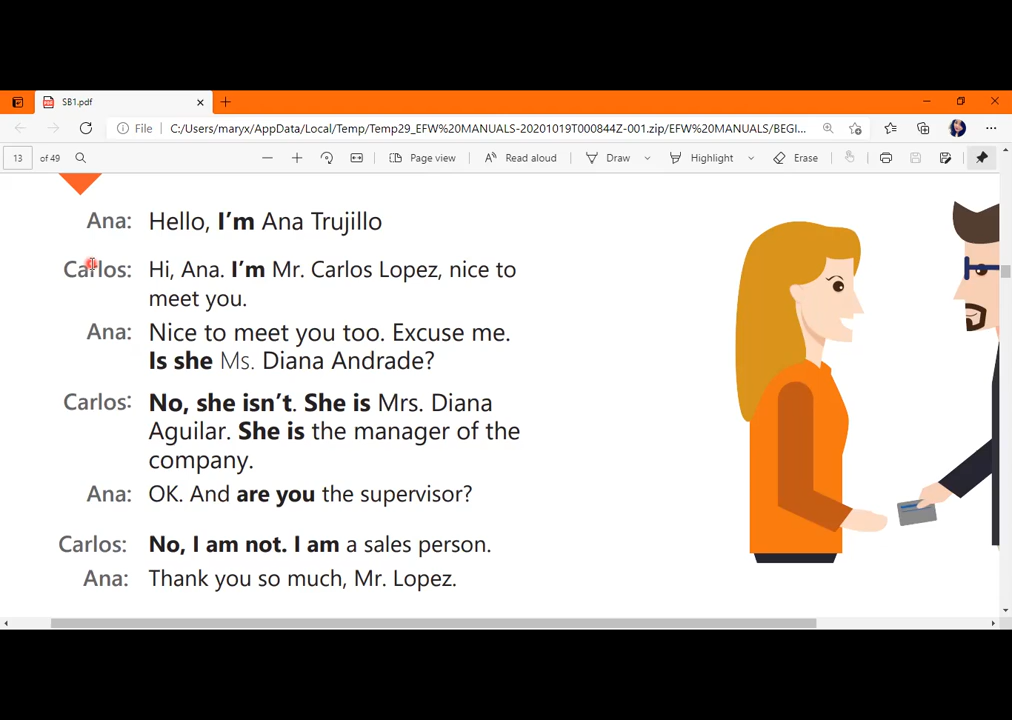 SB1.pdf
File
C:/Users/maryx/AppData/Local/Temp/Temp29_EFW%20MANUALS-20201019T000844Z-001.zip/EFW%20MANUALS/BEGI...
13 of 49
Page view
Read aloud
Draw
Highlight
Erase
Ana: Hello, I'm Ana Trujillo
Carlos: Hi, Ana. I'm Mr. Carlos Lopez, nice to
meet you.
Ana: Nice to meet you too. Excuse me.
Is she Ms. Diana Andrade?
Carlos: No, she isn't. She is Mrs. Diana
Aguilar. She is the manager of the
company.
Ana: OK. And are you the supervisor?
Carlos: No, I am not. I am a sales person.
Ana: Thank you so much, Mr. Lopez.